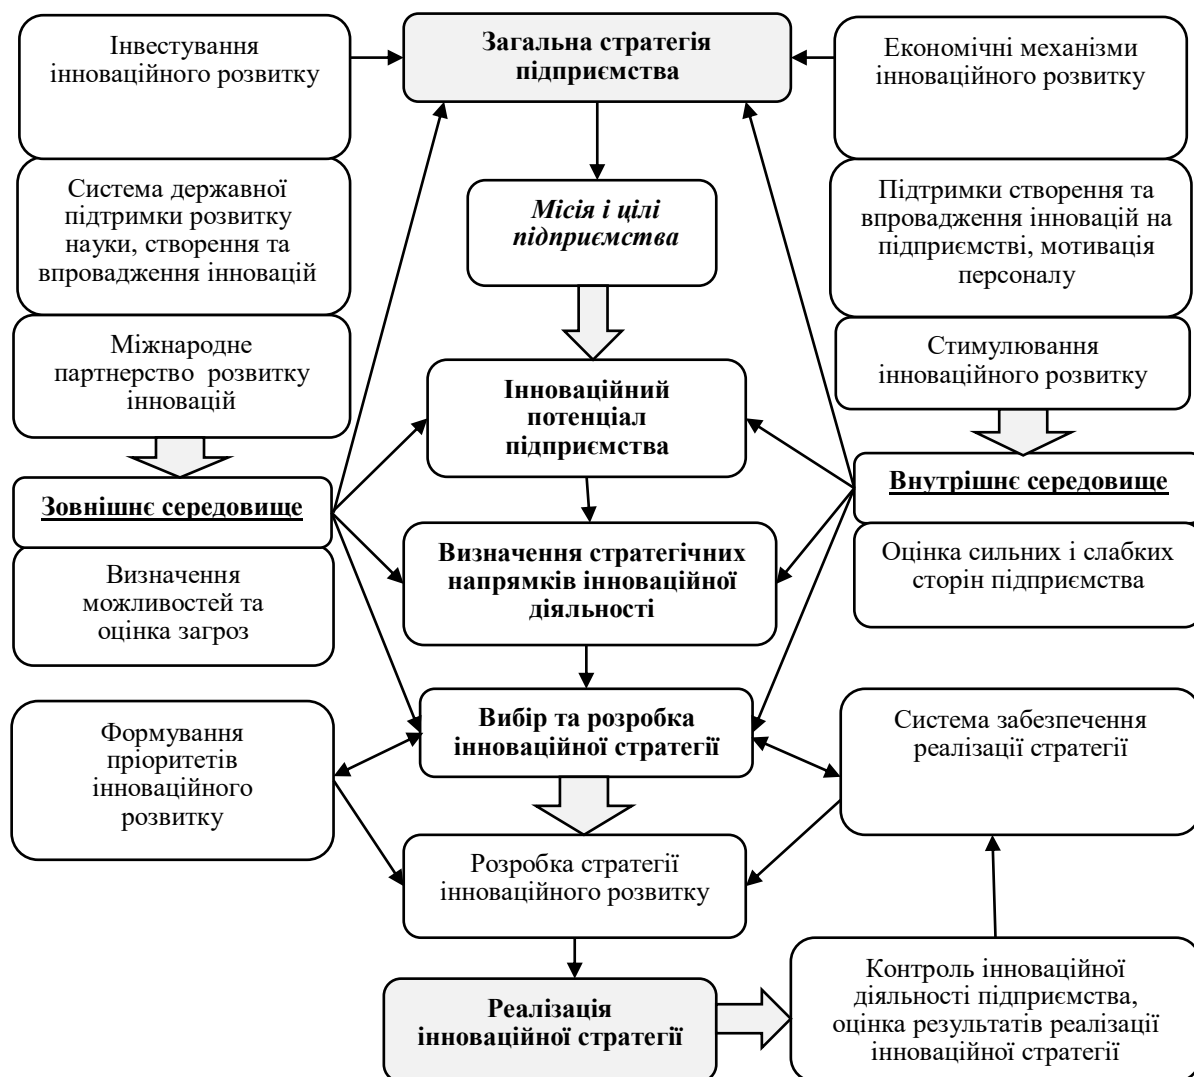 Інвестування
інноваційного розвитку
Загальна стратегія
підприємства
Економічні механізми
інноваційного розвитку
Система державної
підтримки розвитку
науки, створення та
впровадження інновацій
Місія і цілі
підприємства
Підтримки створення та
впровадження інновацій на
підприємстві, мотивація
персоналу
Міжнародне
партнерство розвитку
інновацій
Інноваційний
потенціал
підприємства
Стимулювання
інноваційного розвитку
Зовнішнє середовище
Внутрішнє середовище
Визначення
можливостей та
оцінка загроз
Визначення стратегічних
напрямків інноваційної
діяльності
Оцінка сильних і слабких
сторін підприємства
Формування
пріоритетів
інноваційного
розвитку
Вибір та розробка
інноваційної стратегії
Система забезпечення
реалізації стратегії
Розробка стратегії
інноваційного розвитку
Реалізація
інноваційної стратегії
Контроль інноваційної
діяльності підприємства,
оцінка результатів реалізації
інноваційної стратегії